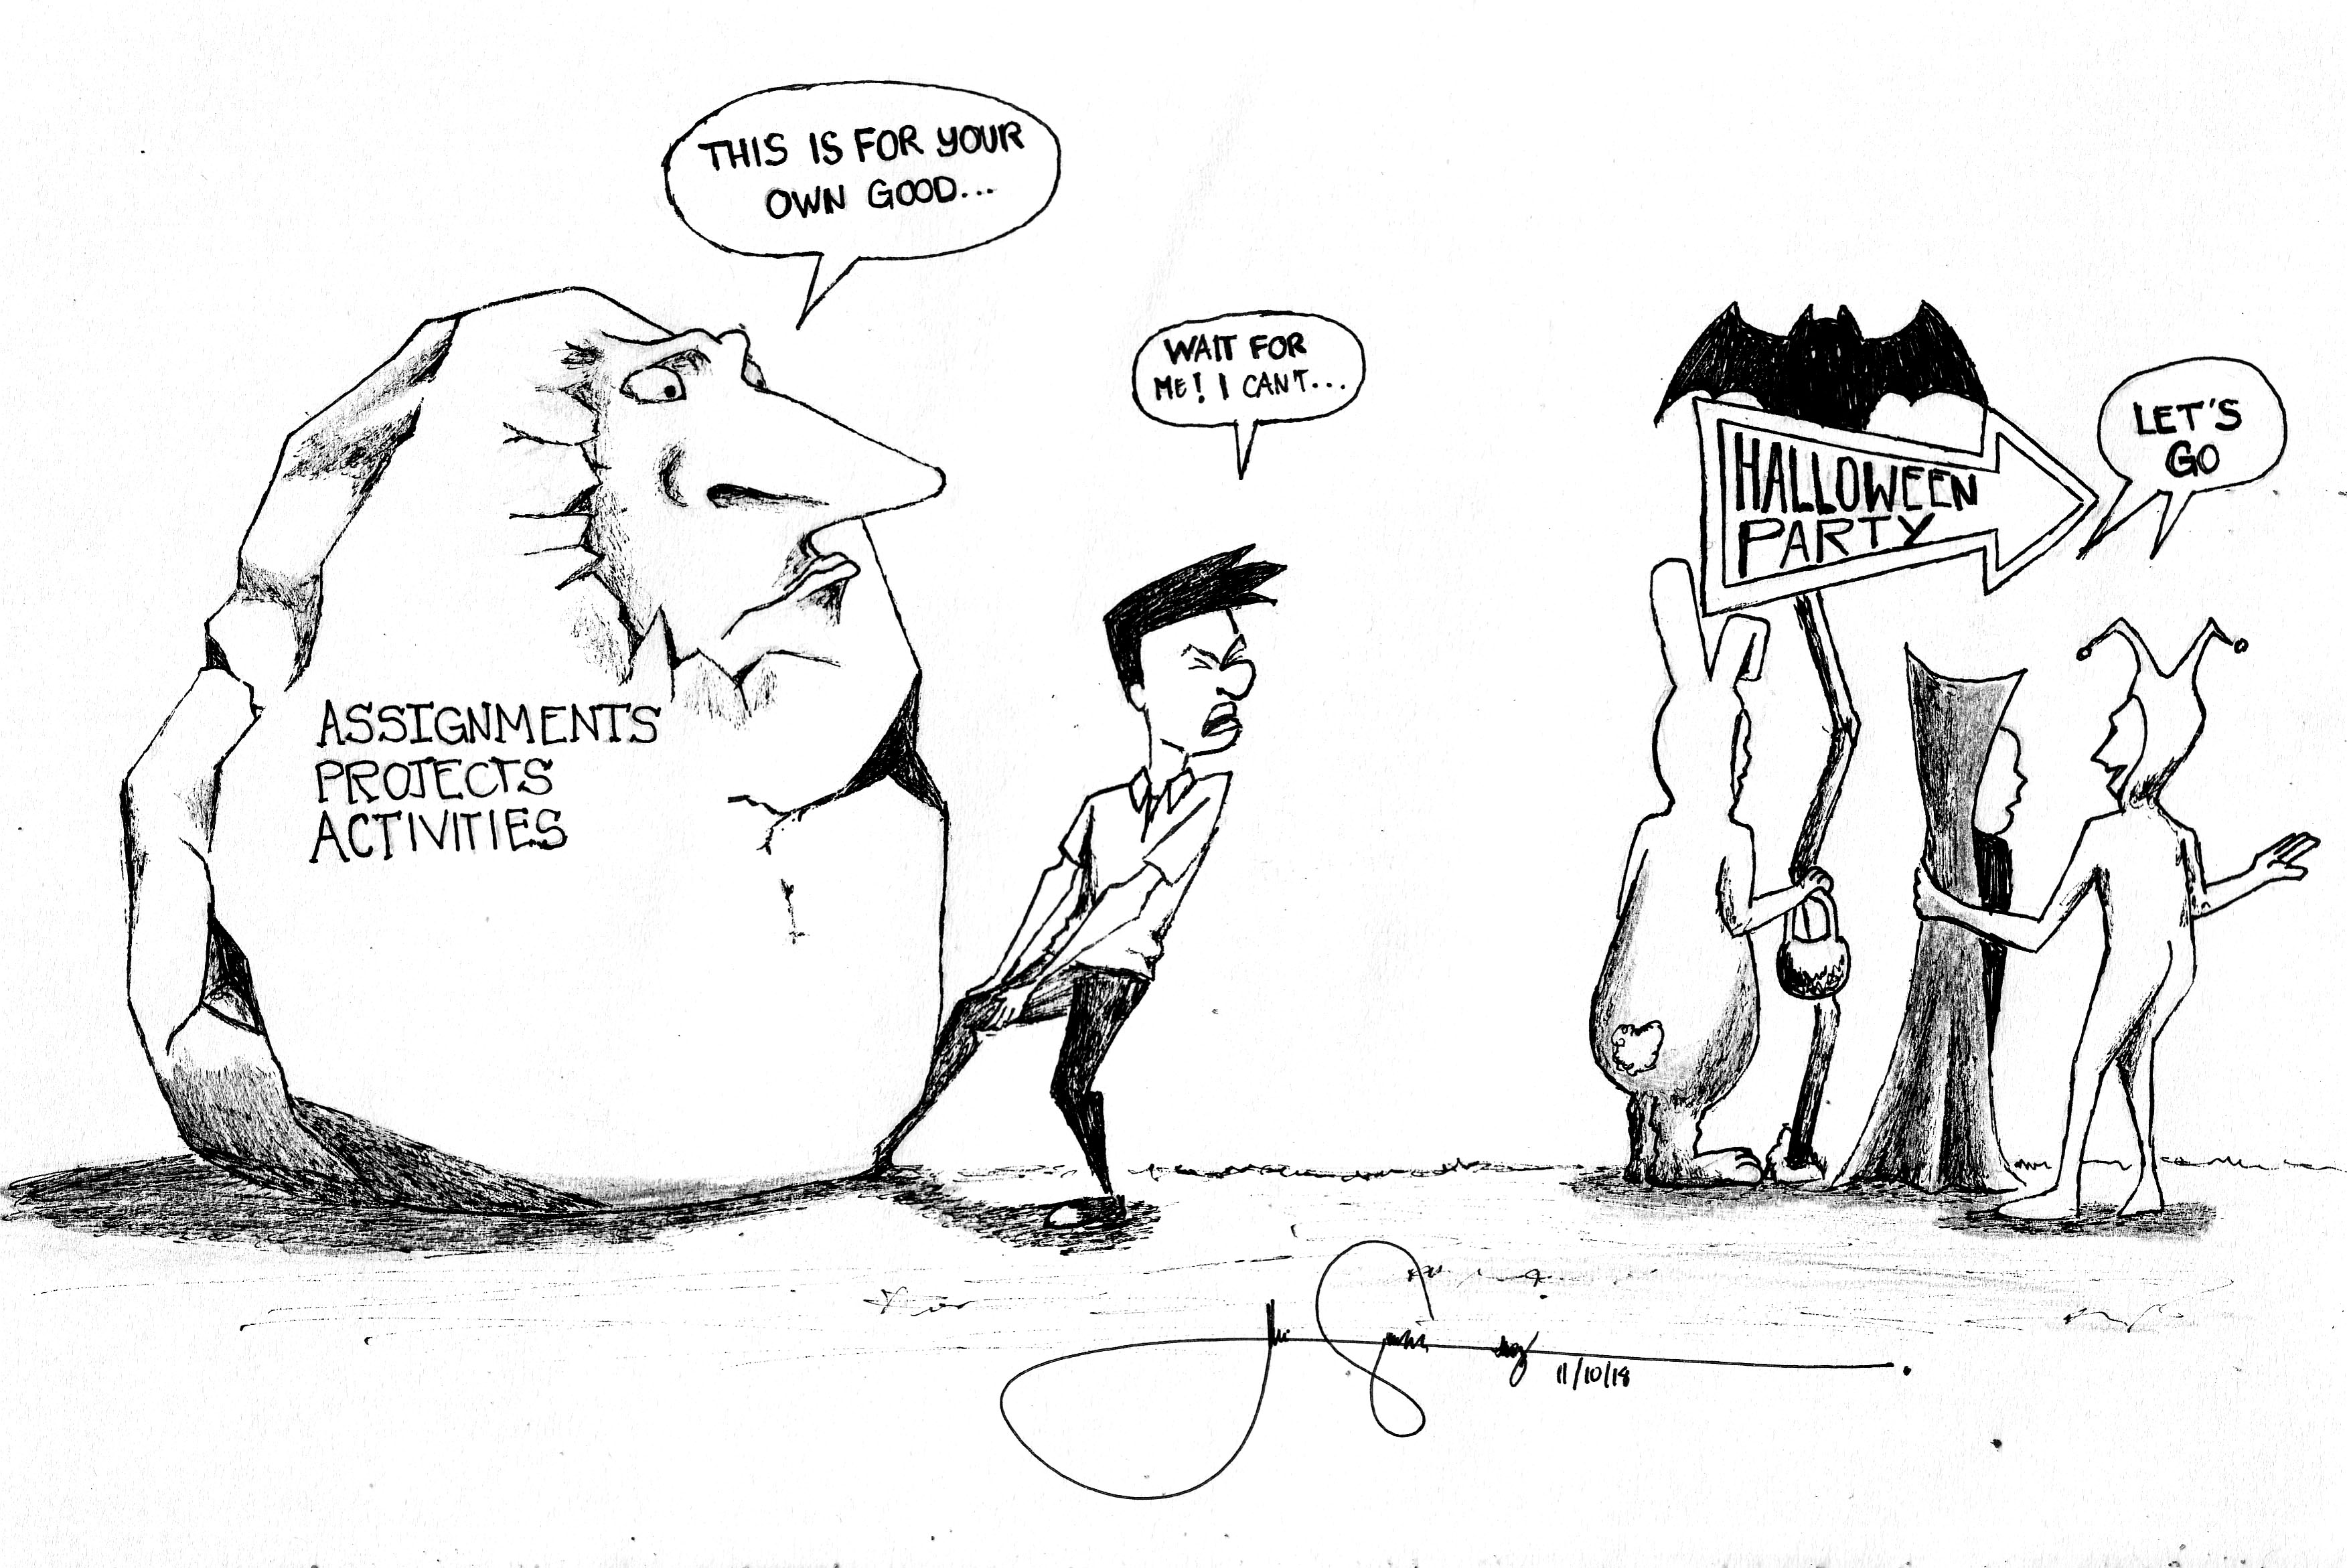 THIS IS FOR YOUR
OWN GOOD...
WAIT FOR
ME! I CAN'T...
LET'S
GO
HALLOWEEN
PARTY
ASSIGNMENTS
PROJECTS
ACTIVITIES
11/10/18